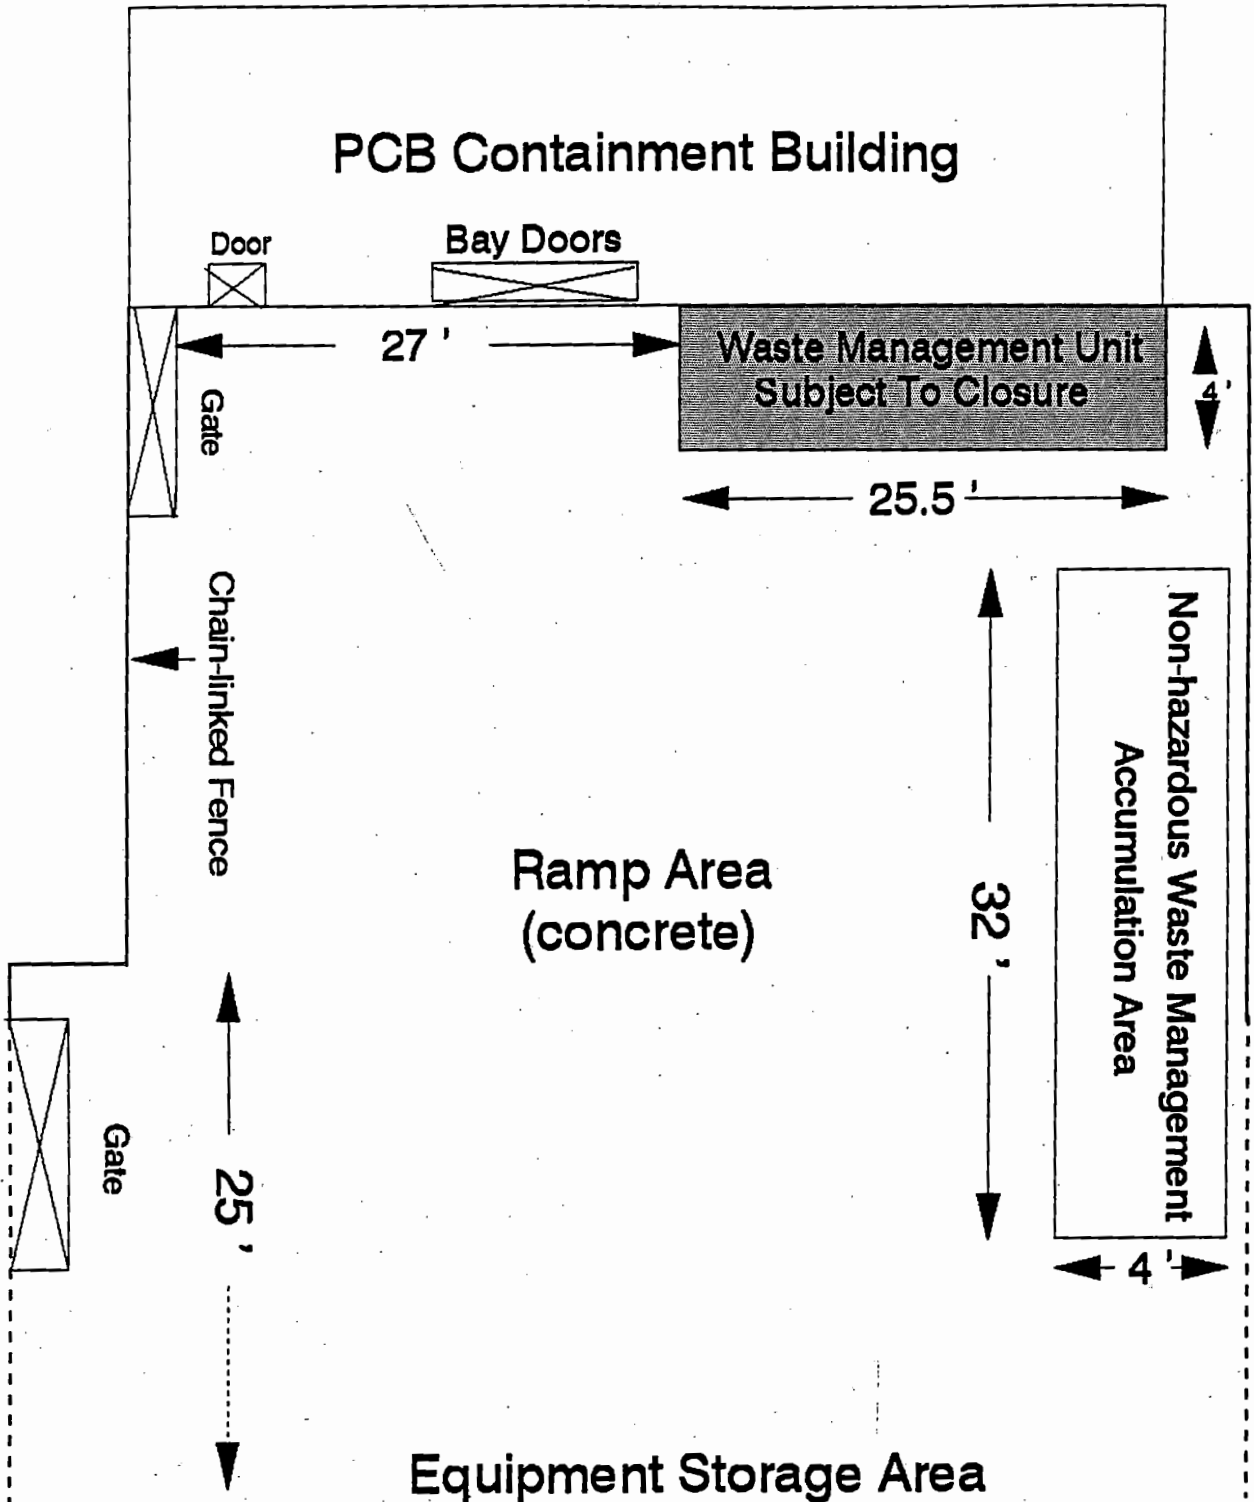 PCB Containment Building
Door
Bay Doors
27 '
Waste Management Unit
Subject To Closure
4'
Gate
25.5 '
Chain-linked Fence
Non-hazardous Waste Management
Accumulation Area
Ramp Area
(concrete)
32 '
Gate
25 '
4 '
Equipment Storage Area